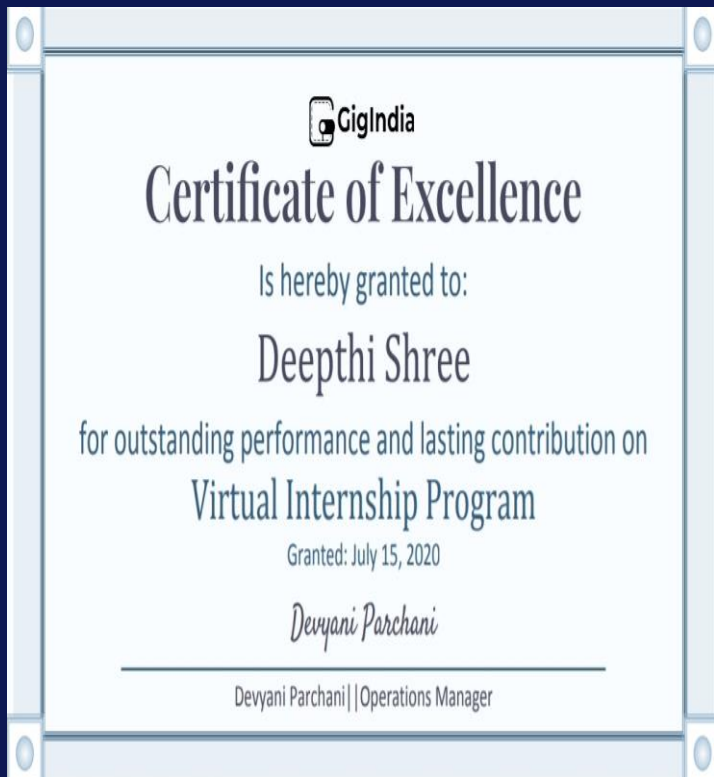 GigIndia
Certificate of Excellence
Is hereby granted to:
Deepthi Shree
for outstanding performance and lasting contribution on
Virtual Internship Program
Granted: July 15, 2020
Devyani Parchani
Devyani Parchani||Operations Manager